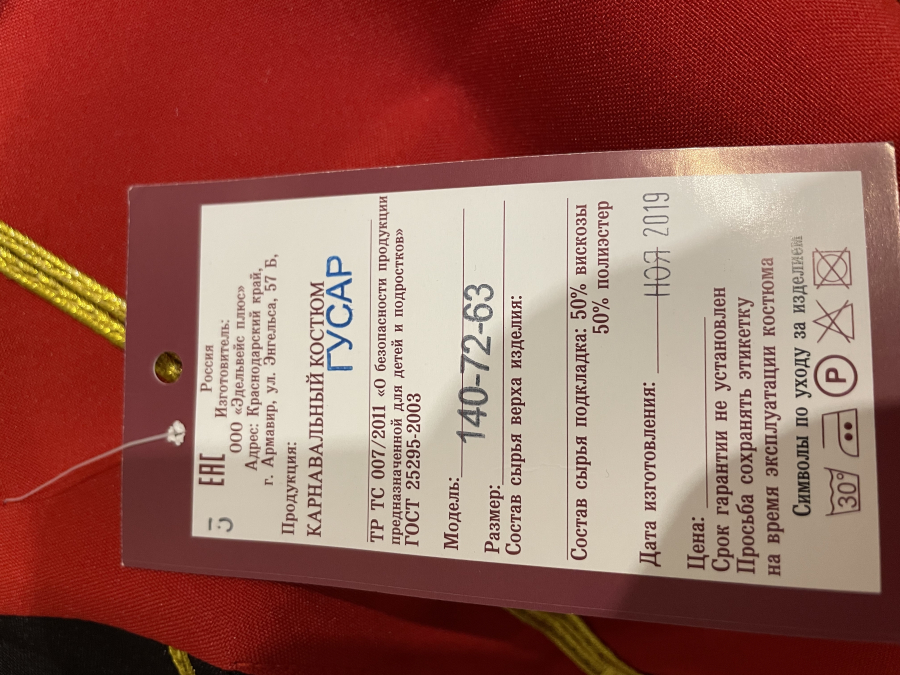 5
ЕАС
Россия
Изготовитель:
ООО «Эдельвейс плюс»
Адрес: Краснодарский край,
г. Армавир, ул. Энгельса, 57 Б,
Продукция:
КАРНАВАЛЬНЫЙ КОСТЮМ
ГУСАР
ТР ТС 007/2011 «О безопасности продукции
предназначенной для детей и подростков»
ГОСТ 25295-2003
Модель:
140-72-63
Размер:
Состав сырья верха изделия:
Состав сырья подкладка: 50% вискозы
50% полиэстер
Дата изготовления: НОЯ 2019
Цена:
Срок гарантии не установлен
Просьба сохранять этикетку
на время эксплуатации костюма
Символы по уходу за изделием
30° P